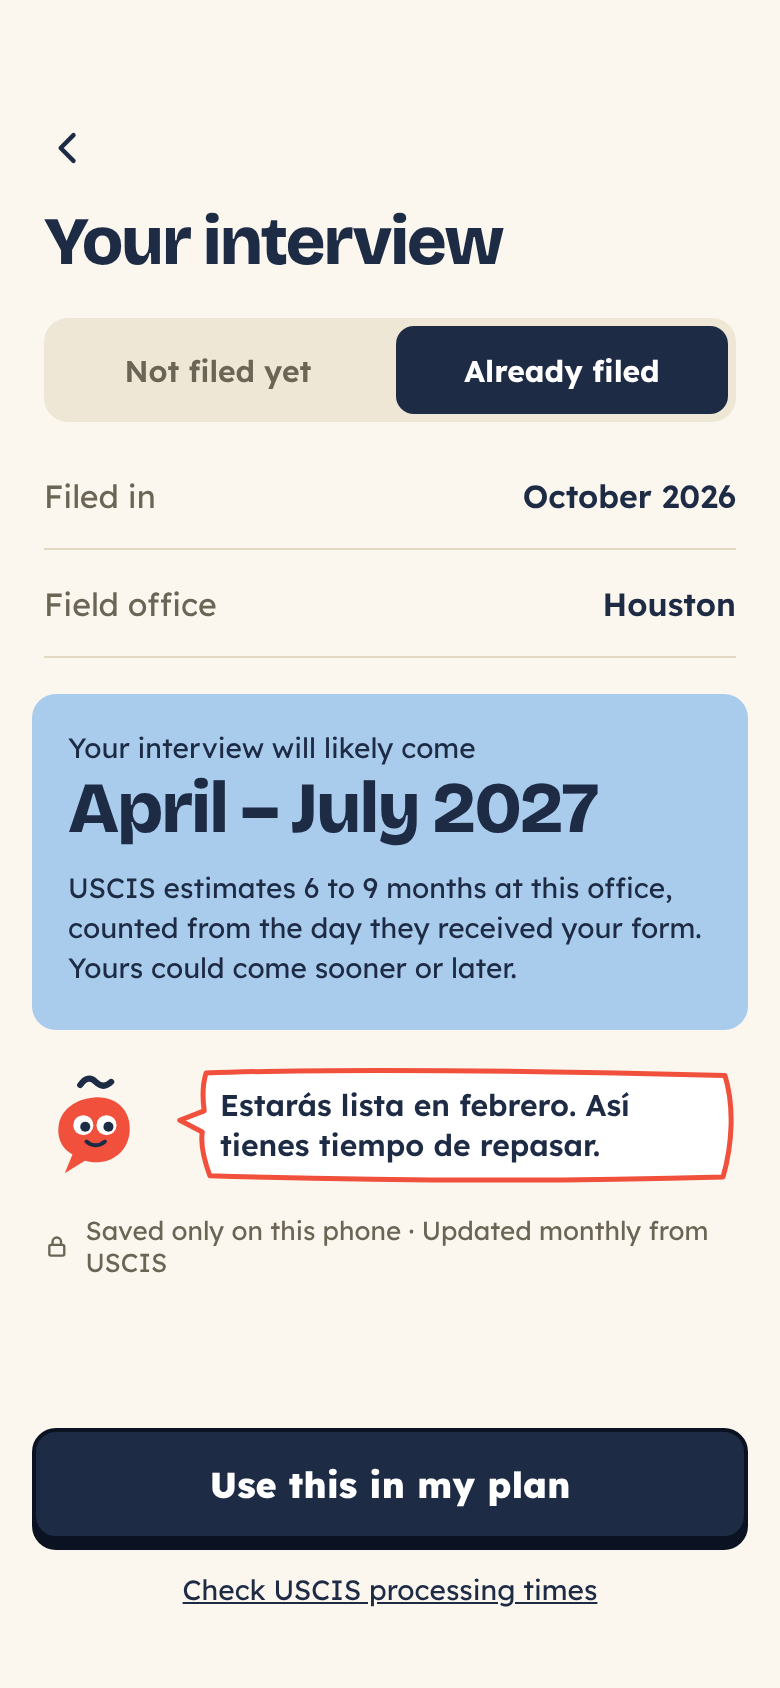 Your interview
Not filed yet
Already filed
Filed in
October 2026
Field office
Houston
Your interview will likely come
April – July 2027
USCIS estimates 6 to 9 months at this office,
counted from the day they received your form.
Yours could come sooner or later.
Estarás lista en febrero. Así
tienes tiempo de repasar.
Saved only on this phone · Updated monthly from
USCIS
Use this in my plan
Check USCIS processing times